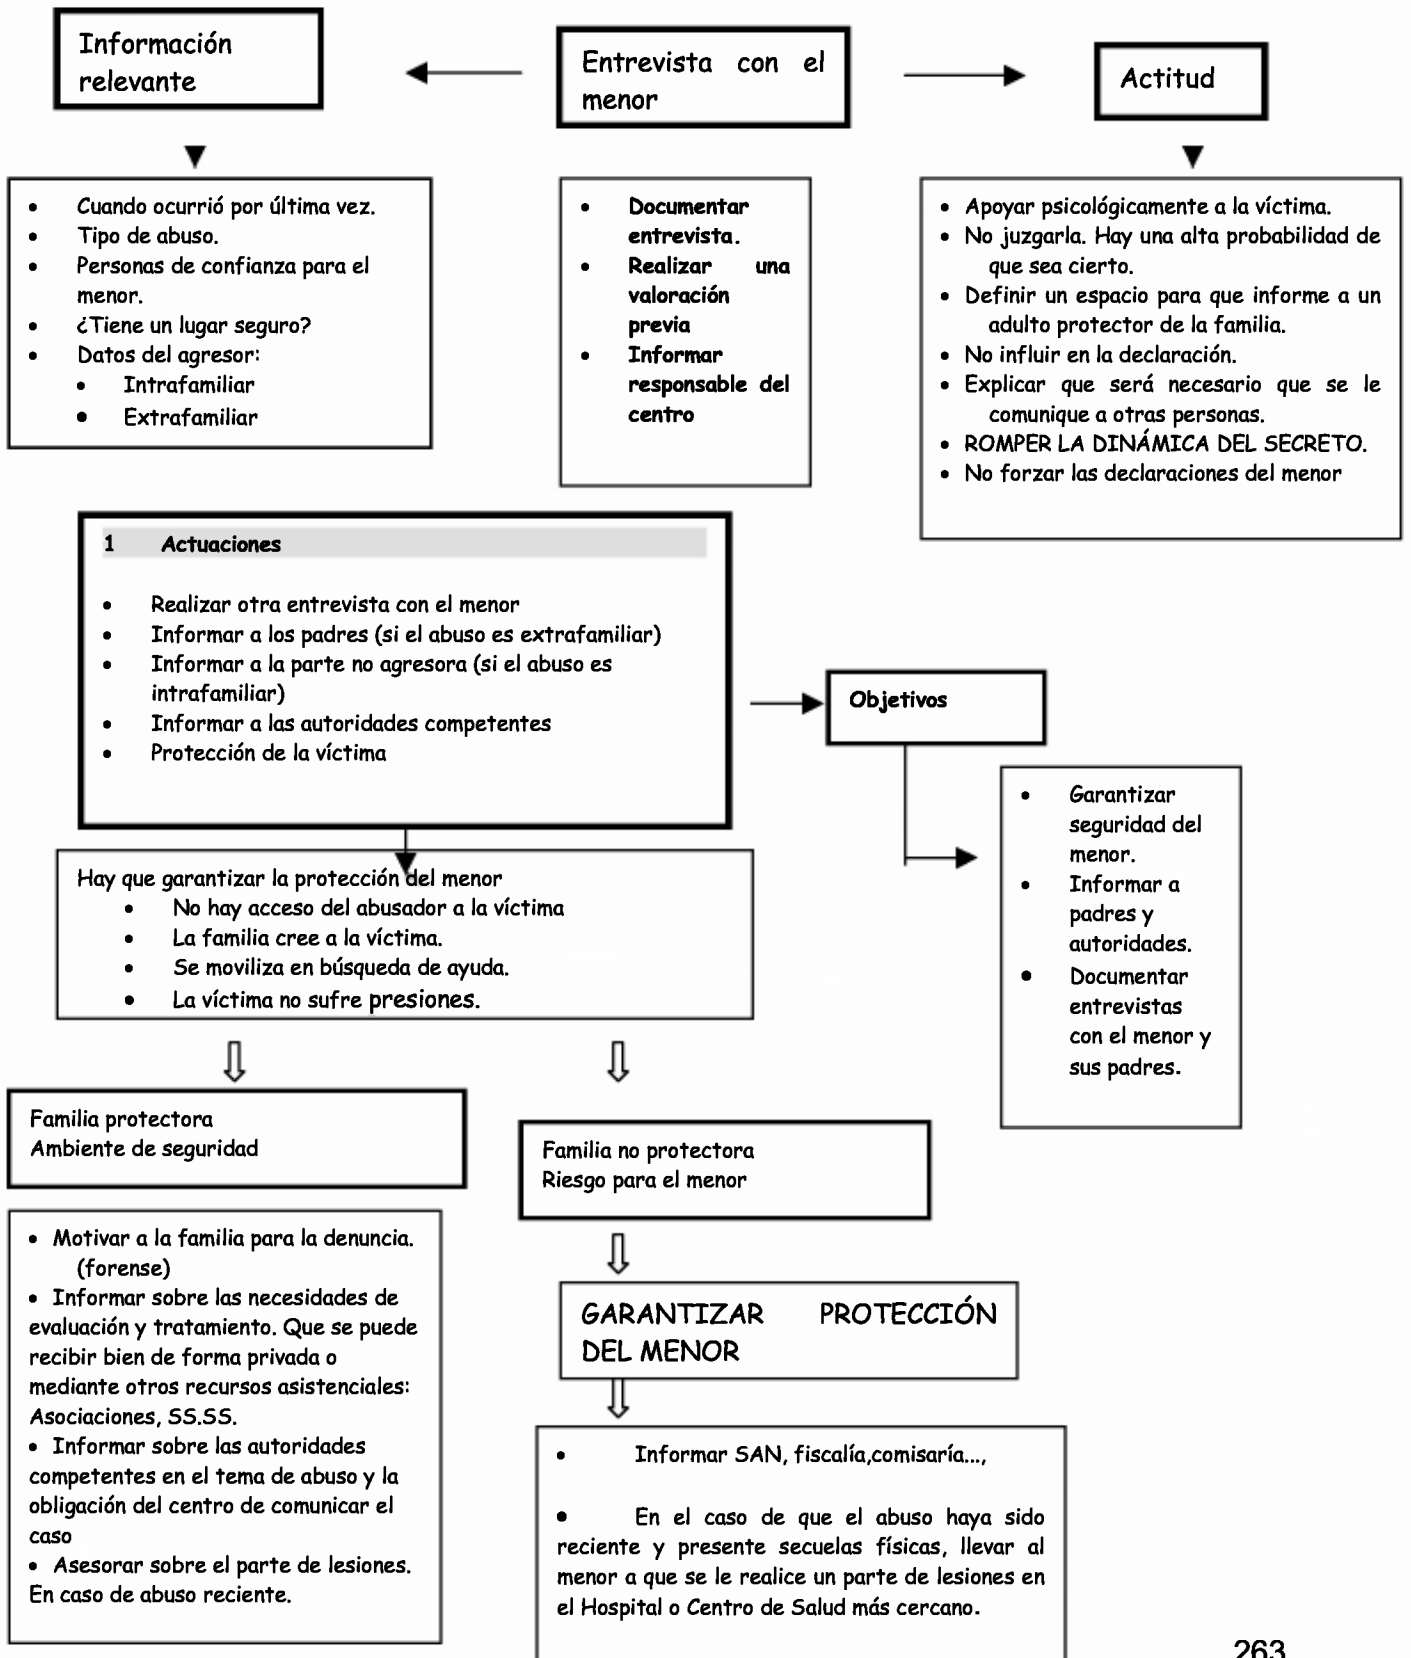 Información
relevante
Entrevista con el
menor
Actitud
• Cuando ocurrió por última vez.
• Tipo de abuso.
• Personas de confianza para el
menor.
• ¿Tiene un lugar seguro?
• Datos del agresor:
• Intrafamiliar
• Extrafamiliar
• Documentar
entrevista.
• Realizar una
valoración
previa
• Informar
responsable del
centro
• Apoyar psicológicamente a la víctima.
• No juzgarla. Hay una alta probabilidad de
que sea cierto.
• Definir un espacio para que informe a un
adulto protector de la familia.
• No influir en la declaración.
• Explicar que será necesario que se le
comunique a otras personas.
• ROMPER LA DINÁMICA DEL SECRETO.
• No forzar las declaraciones del menor
1 Actuaciones
• Realizar otra entrevista con el menor
• Informar a los padres (si el abuso es extrafamiliar)
• Informar a la parte no agresora (si el abuso es
intrafamiliar)
• Informar a las autoridades competentes
• Protección de la víctima
Objetivos
• Garantizar
seguridad del
menor.
• Informar a
padres y
autoridades.
• Documentar
entrevistas
con el menor y
sus padres.
Hay que garantizar la protección del menor
• No hay acceso del abusador a la víctima
• La familia cree a la víctima.
• Se moviliza en búsqueda de ayuda.
• La víctima no sufre presiones.
Familia protectora
Ambiente de seguridad
Familia no protectora
Riesgo para el menor
• Motivar a la familia para la denuncia.
(forense)
• Informar sobre las necesidades de
evaluación y tratamiento. Que se puede
recibir bien de forma privada o
mediante otros recursos asistenciales:
Asociaciones, SS.SS.
• Informar sobre las autoridades
competentes en el tema de abuso y la
obligación del centro de comunicar el
caso
• Asesorar sobre el parte de lesiones.
En caso de abuso reciente.
GARANTIZAR PROTECCIÓN
DEL MENOR
• Informar SAN, fiscalía,comisaría...,
• En el caso de que el abuso haya sido
reciente y presente secuelas físicas, llevar al
menor a que se le realice un parte de lesiones en
el Hospital o Centro de Salud más cercano.
263